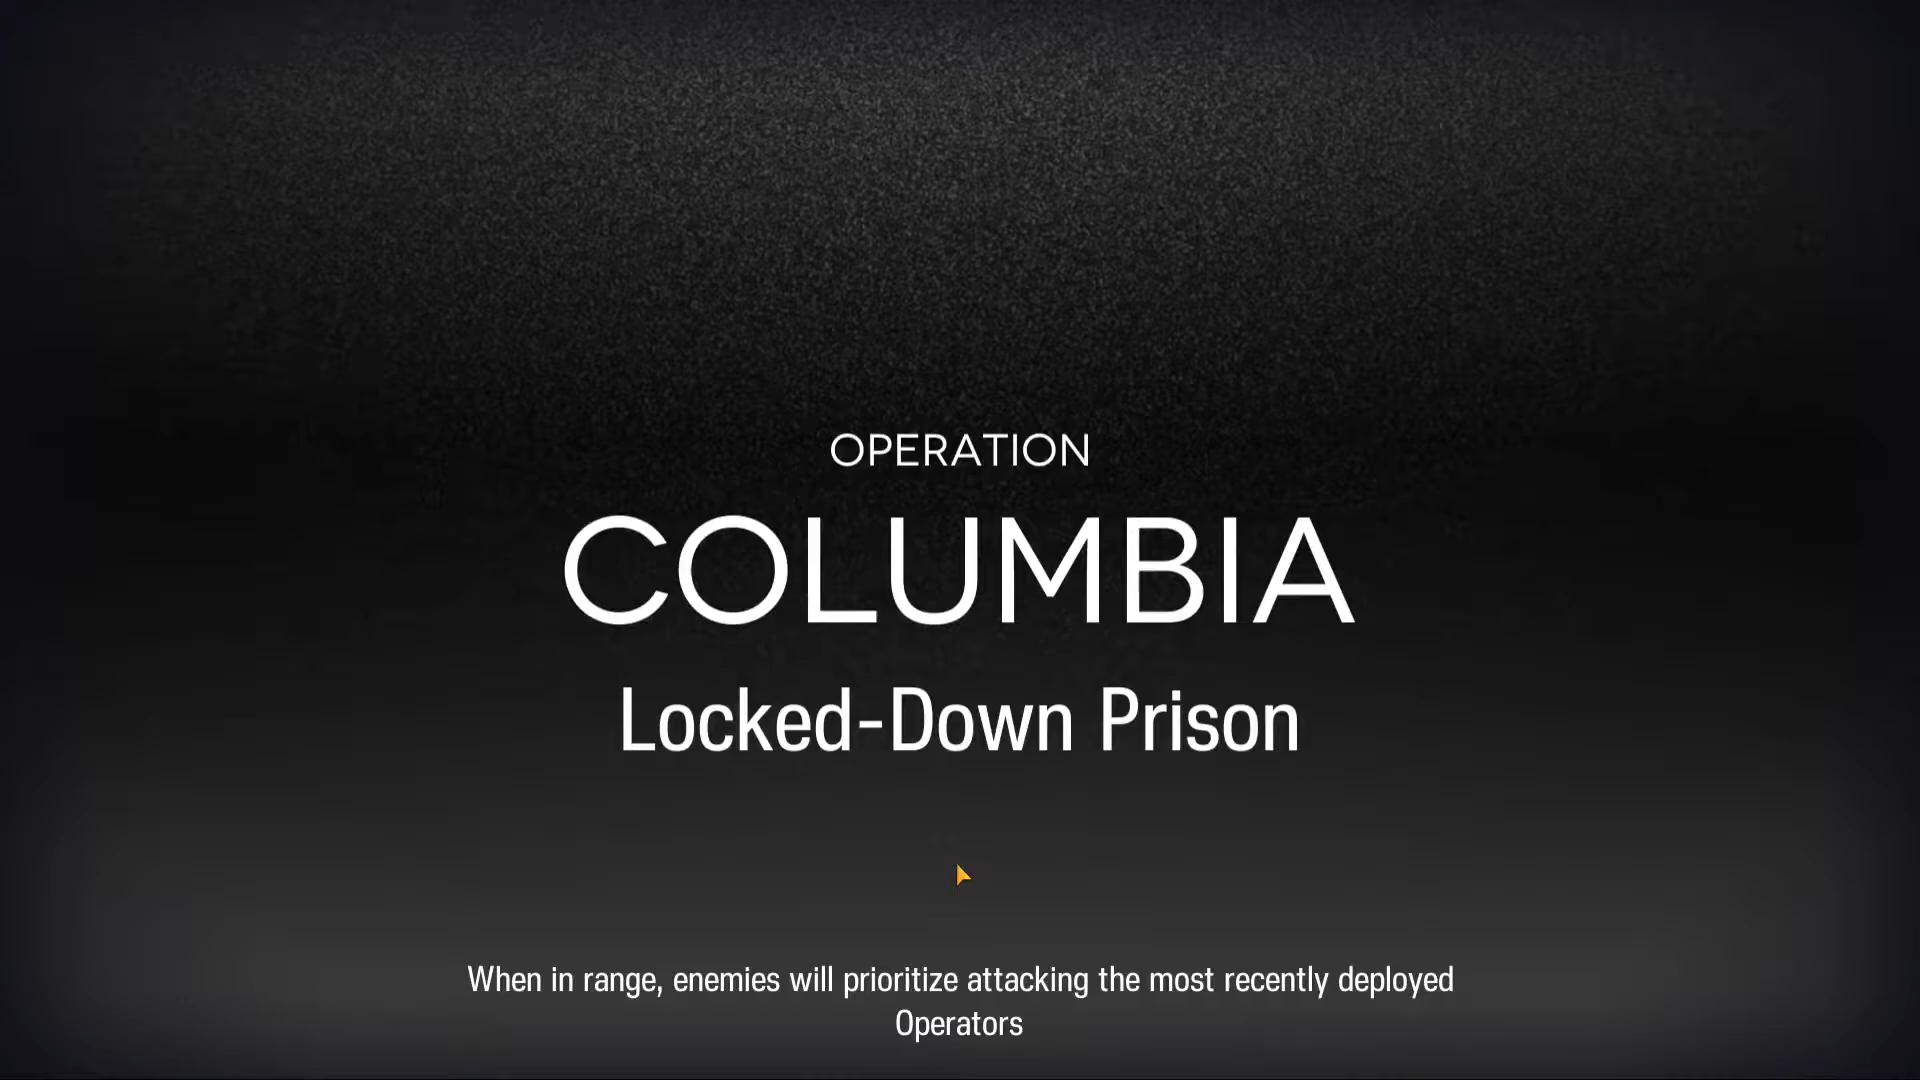 OPERATION
COLUMBIA
Locked-Down Prison
When in range, enemies will prioritize attacking the most recently deployed
Operators